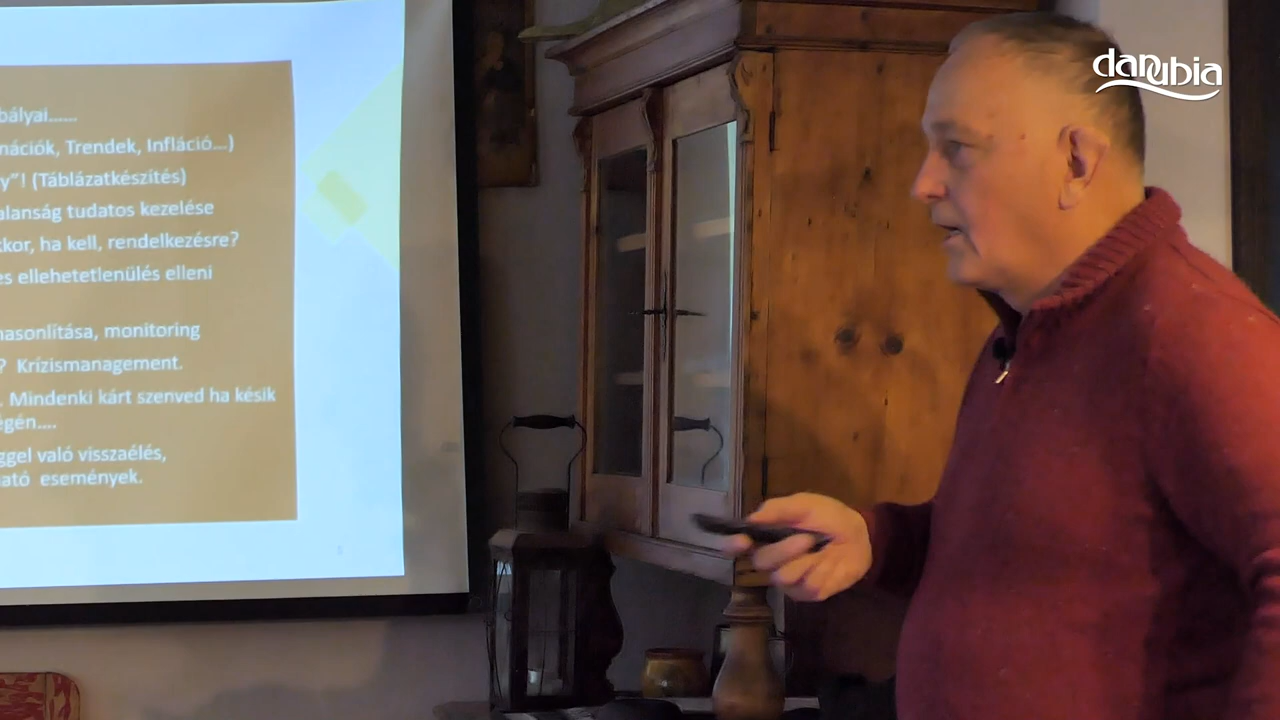 bályai......
nációk, Trendek, Infláció...)
y”! (Táblázatkészítés)
alanság tudatos kezelése
kkor, ha kell, rendelkezésre?
es ellehetetlenülés elleni
hasonlítása, monitoring
? Krízismanagement.
. Mindenki kárt szenved ha késik
égén....
ggel való visszaélés,
ató események.
danubia